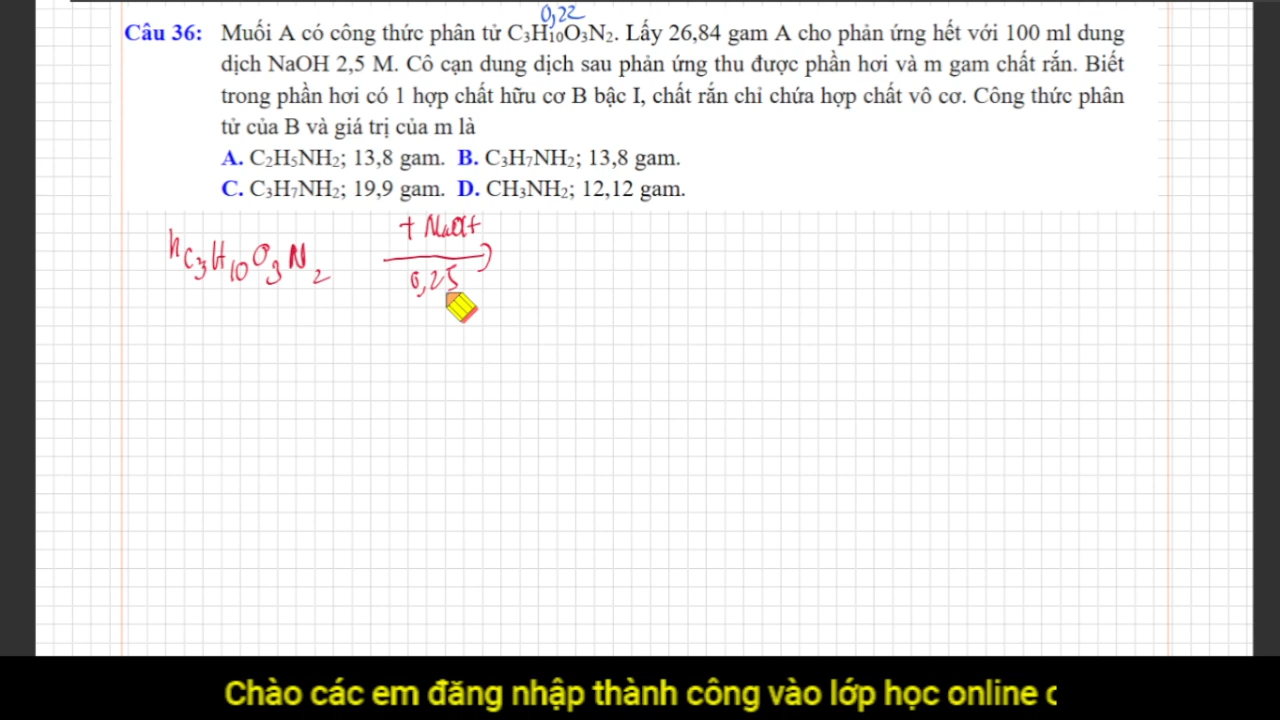 0,22
Câu 36: Muối A có công thức phân tử C₃H₁₀O₃N₂. Lấy 26,84 gam A cho phản ứng hết với 100 ml dung
dịch NaOH 2,5 M. Cô cạn dung dịch sau phản ứng thu được phần hơi và m gam chất rắn. Biết
trong phần hơi có 1 hợp chất hữu cơ B bậc I, chất rắn chỉ chứa hợp chất vô cơ. Công thức phân
tử của B và giá trị của m là
A. C₂H₅NH₂; 13,8 gam. B. C₃H₇NH₂; 13,8 gam.
C. C₃H₇NH₂; 19,9 gam. D. CH₃NH₂; 12,12 gam.
+ NaOH
C₃H₁₀O₃N₂
0,25
Chào các em đăng nhập thành công vào lớp học online c